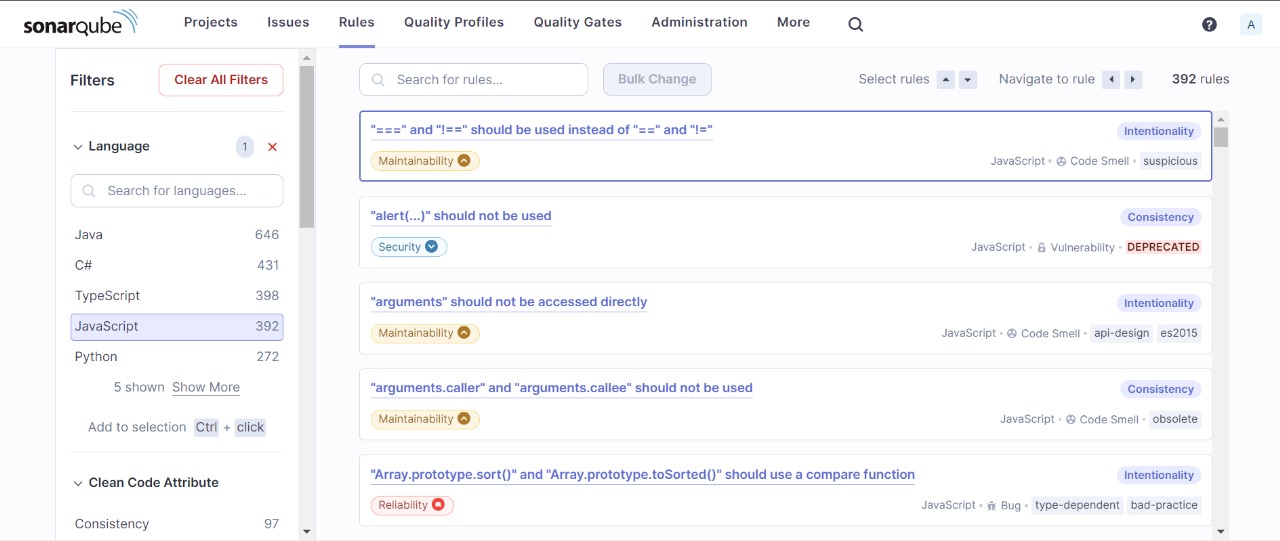 sonarqube Projects Issues Rules Quality Profiles Quality Gates Administration More ? A
Filters Clear All Filters
Language 1
Search for languages...
Java 646
C# 431
TypeScript 398
JavaScript 392
Python 272
5 shown Show More
Add to selection Ctrl + click
Clean Code Attribute
Consistency 97
Search for rules... Bulk Change Select rules Navigate to rule 392 rules
"===" and "!==" should be used instead of "==" and "!=" Intentionality
Maintainability JavaScript • Code Smell • suspicious
"alert(...)" should not be used Consistency
Security JavaScript • Vulnerability • DEPRECATED
"arguments" should not be accessed directly Intentionality
Maintainability JavaScript • Code Smell • api-design es2015
"arguments.caller" and "arguments.callee" should not be used Consistency
Maintainability JavaScript • Code Smell • obsolete
"Array.prototype.sort()" and "Array.prototype.toSorted()" should use a compare function Intentionality
Reliability JavaScript • Bug • type-dependent bad-practice